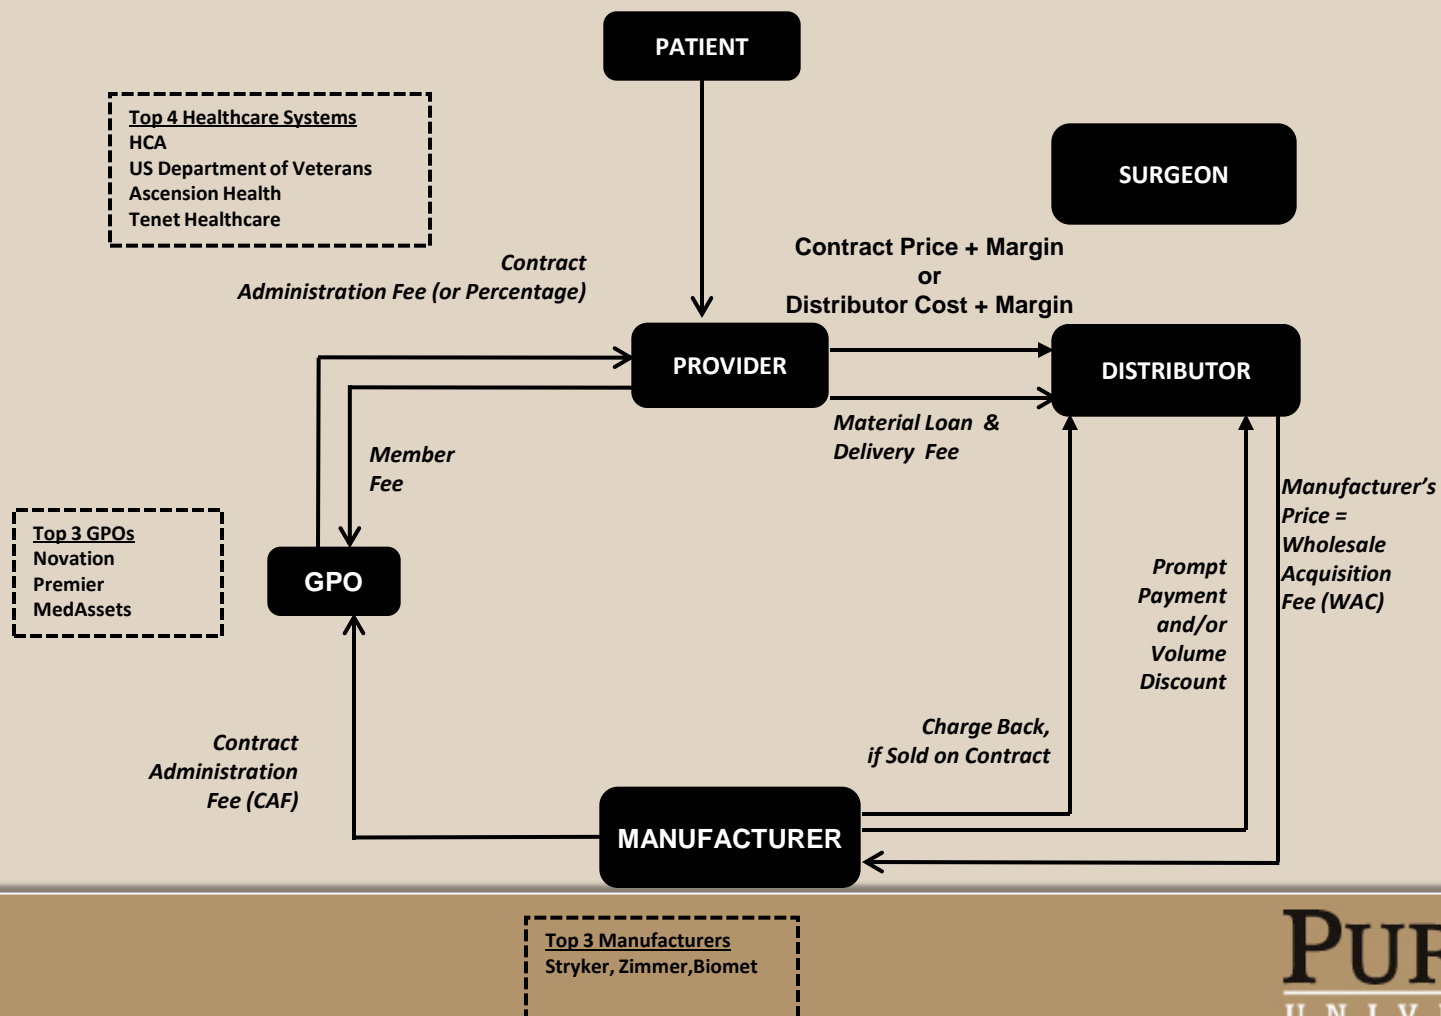 PATIENT
Top 4 Healthcare Systems
HCA
US Department of Veterans
Ascension Health
Tenet Healthcare
SURGEON
Contract
Administration Fee (or Percentage)
Contract Price + Margin
or
Distributor Cost + Margin
PROVIDER
DISTRIBUTOR
Material Loan & 
Delivery Fee
Member
Fee
Manufacturer’s
Price =
Wholesale
Acquisition
Fee (WAC)
Top 3 GPOs
Novation
Premier
MedAssets
GPO
Prompt
Payment
and/or
Volume
Discount
Charge Back,
if Sold on Contract
Contract
Administration
Fee (CAF)
MANUFACTURER
Top 3 Manufacturers
Stryker, Zimmer,Biomet